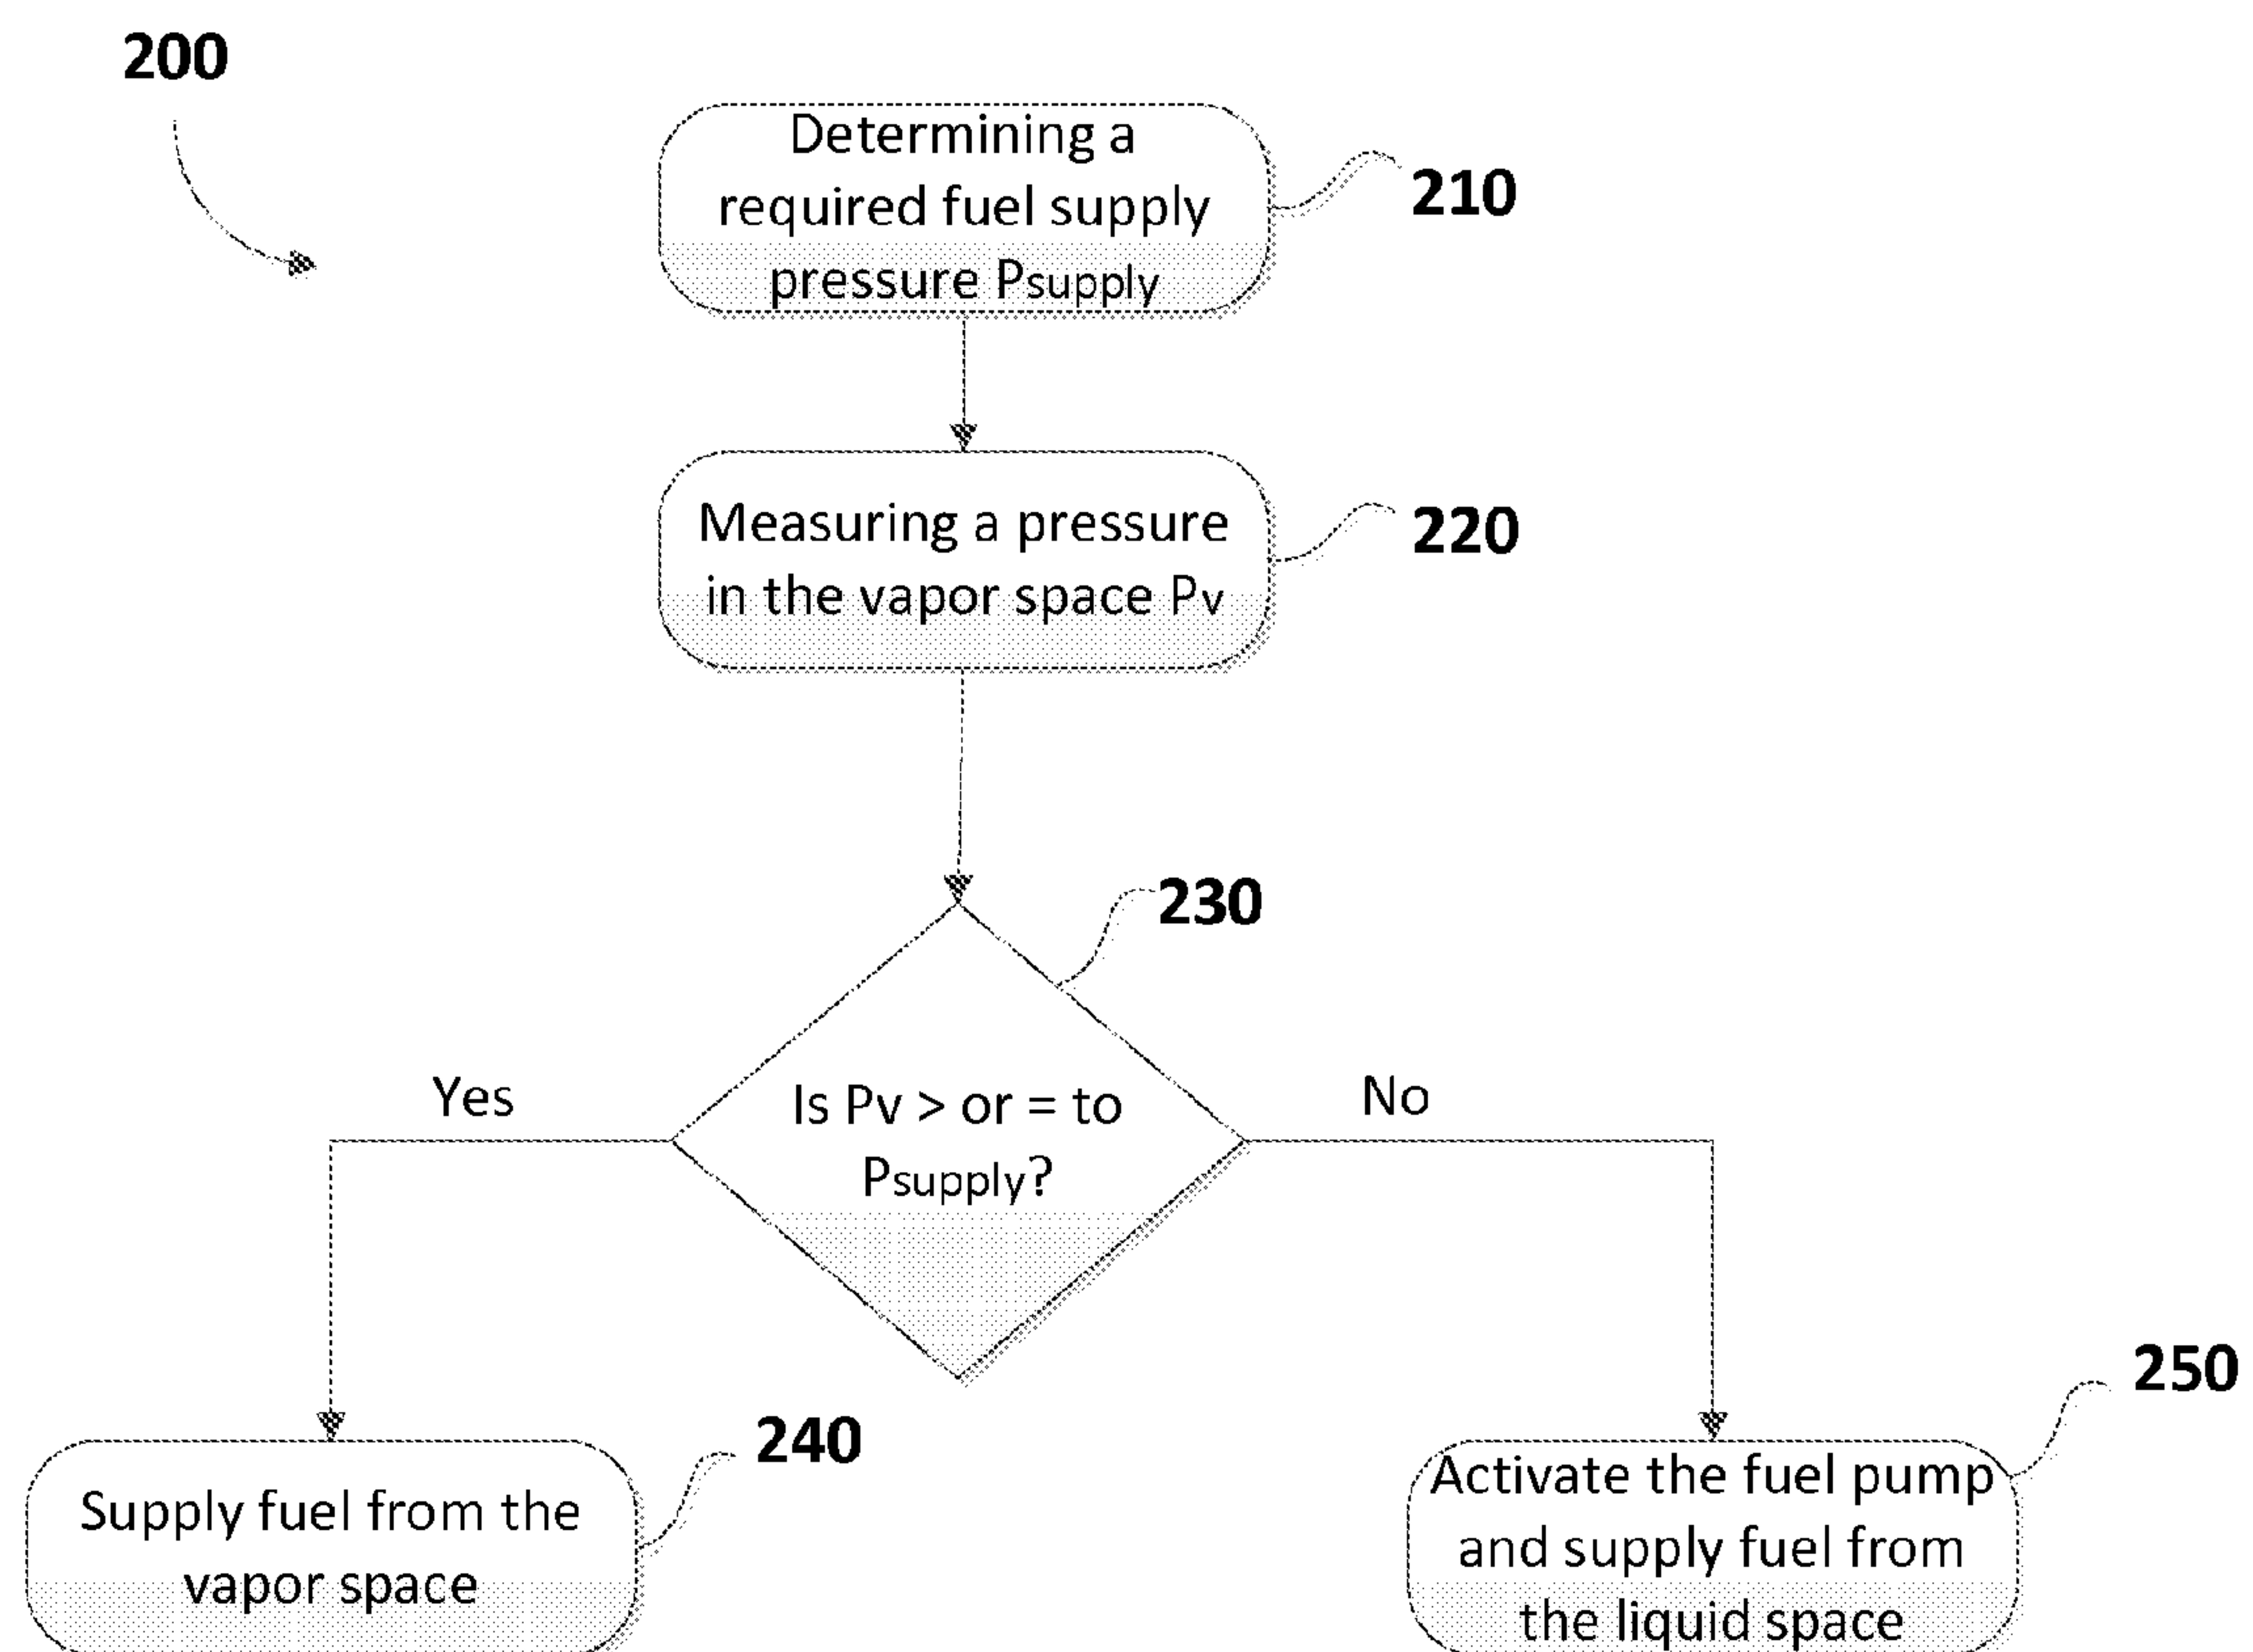 200
Determining a
required fuel supply
pressure Psupply
210
Measuring a pressure
in the vapor space Pv
220
230
Is Pv > or = to
Psupply?
Yes
No
240
Supply fuel from the
vapor space
250
Activate the fuel pump
and supply fuel from
the liquid space